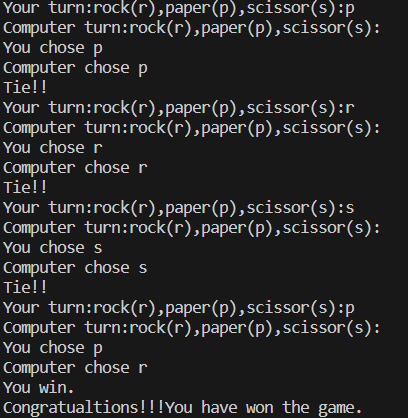 Your turn:rock(r),paper(p),scissor(s):p
Computer turn:rock(r),paper(p),scissor(s):
You chose p
Computer chose p
Tie!!
Your turn:rock(r),paper(p),scissor(s):r
Computer turn:rock(r),paper(p),scissor(s):
You chose r
Computer chose r
Tie!!
Your turn:rock(r),paper(p),scissor(s):s
Computer turn:rock(r),paper(p),scissor(s):
You chose s
Computer chose s
Tie!!
Your turn:rock(r),paper(p),scissor(s):p
Computer turn:rock(r),paper(p),scissor(s):
You chose p
Computer chose r
You win.
Congratualtions!!!You have won the game.